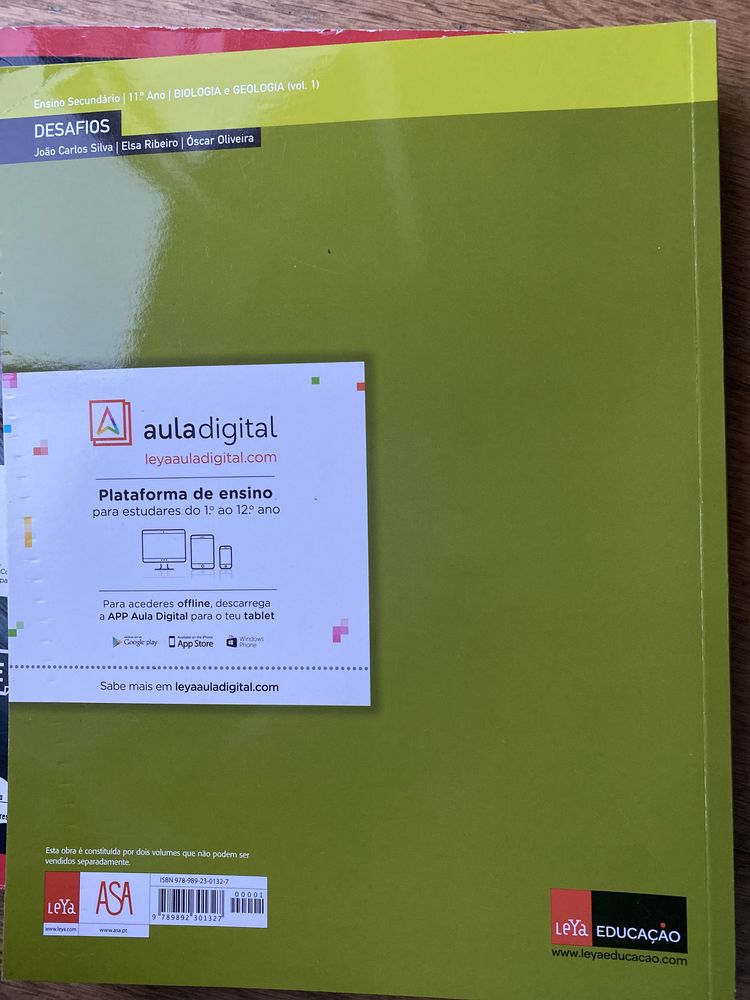 Ensino Secundário | 11.º Ano | BIOLOGIA e GEOLOGIA (vol. 1)
DESAFIOS
João Carlos Silva | Elsa Ribeiro | Óscar Oliveira
auladigital
leyaauladigital.com
Plataforma de ensino
para estudares do 1.º ao 12.º ano
Para acederes offline, descarrega
a APP Aula Digital para o teu tablet
Google play
Available on the iPhone
App Store
Windows
Phone
Sabe mais em leyaauladigital.com
Esta obra é constituída por dois volumes que não podem ser
vendidos separadamente.
LeYa
www.leya.com
ASA
www.asa.pt
ISBN 978-989-23-0132-7
00001
9 789892 301327
LeYa EDUCAÇÃO
www.leyaeducacao.com